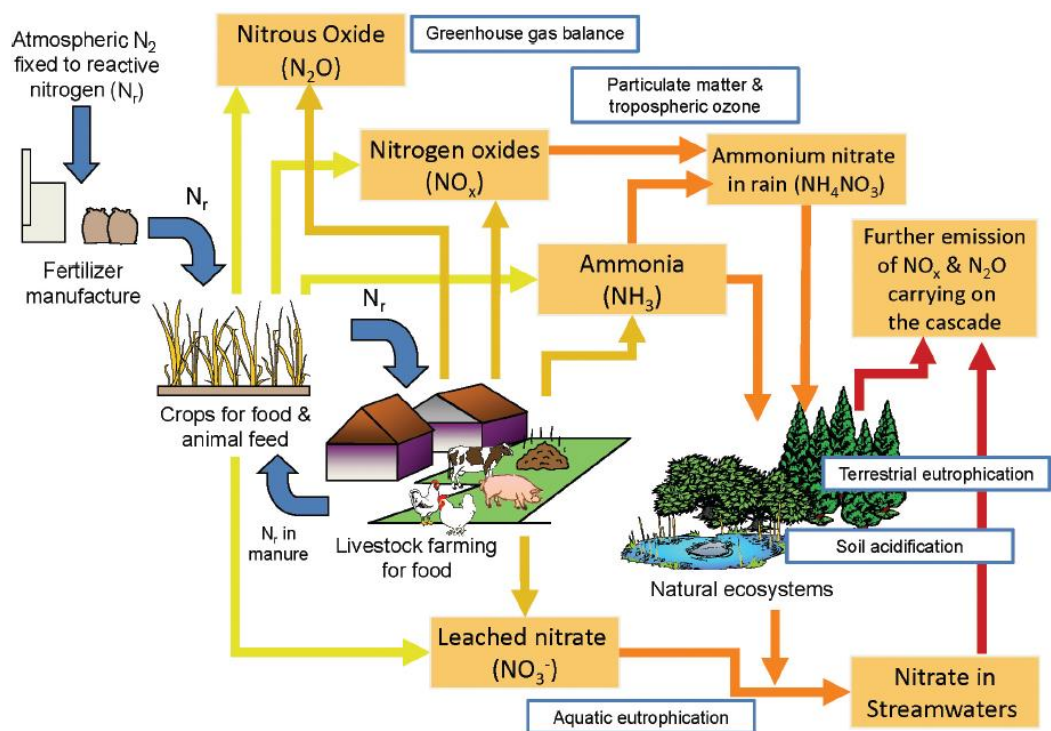 Atmospheric N₂
fixed to reactive
nitrogen (Nᵣ)
Nitrous Oxide
(N₂O)
Greenhouse gas balance
Particulate matter &
tropospheric ozone
Nitrogen oxides
(NOₓ)
Ammonium nitrate
in rain (NH₄NO₃)
Nᵣ
Fertilizer
manufacture
Ammonia
(NH₃)
Further emission
of NOₓ & N₂O
carrying on
the cascade
Nᵣ
Crops for food &
animal feed
Terrestrial eutrophication
Nᵣ in
manure
Livestock farming
for food
Soil acidification
Natural ecosystems
Leached nitrate
(NO₃⁻)
Nitrate in
Streamwaters
Aquatic eutrophication